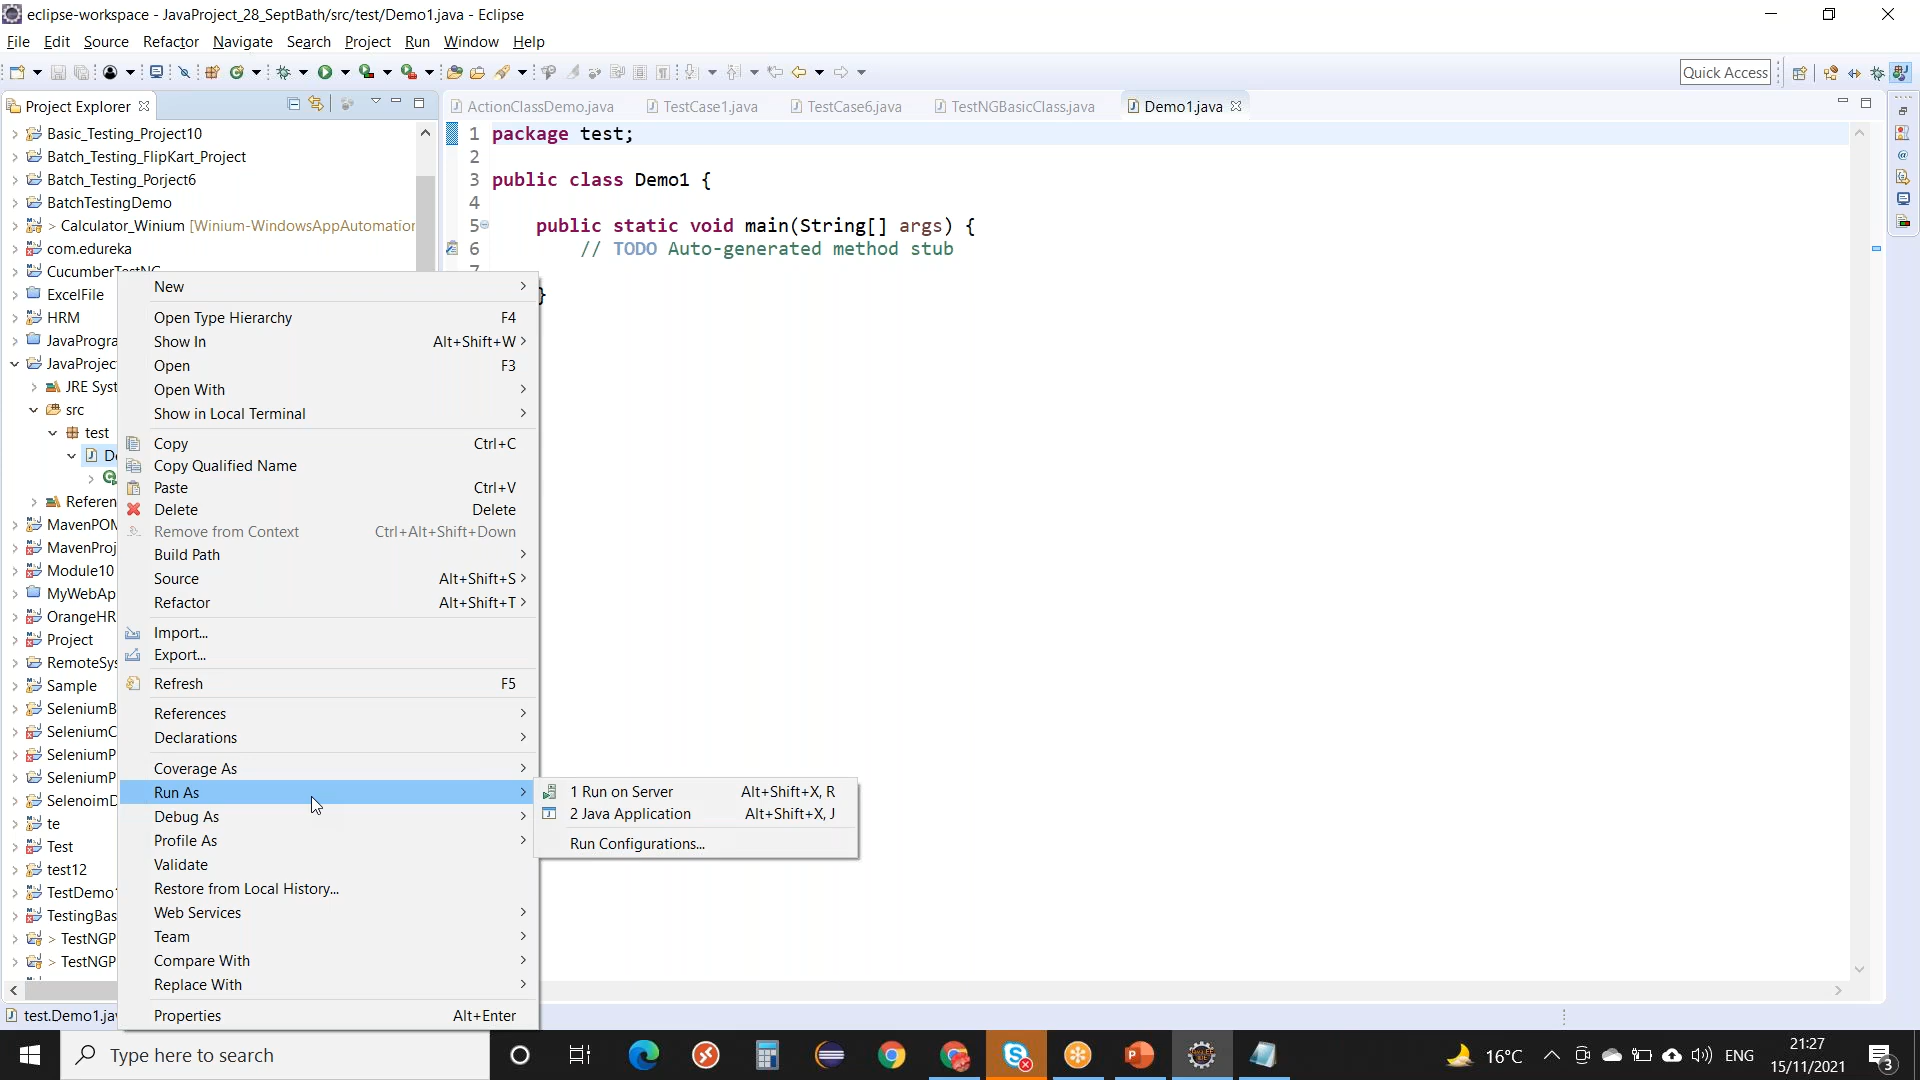 eclipse-workspace - JavaProject_28_SeptBath/src/test/Demo1.java - Eclipse
File Edit Source Refactor Navigate Search Project Run Window Help
Quick Access
Project Explorer
ActionClassDemo.java TestCase1.java TestCase6.java TestNGBasicClass.java Demo1.java
Basic_Testing_Project10
Batch_Testing_FlipKart_Project
Batch_Testing_Porject6
BatchTestingDemo
> Calculator_Winium [Winium-WindowsAppAutomation
com.edureka
CucumberTestNG
ExcelFile
HRM
JavaProgra
JavaProjec
JRE Syst
src
test
De
Referen
MavenPOM
MavenProj
Module10
MyWebAp
OrangeHR
Project
RemoteSys
Sample
SeleniumB
SeleniumC
SeleniumP
SeleniumP
SelenoimD
te
Test
test12
TestDemo1
TestingBas
> TestNGP
> TestNGP
1 package test;
2
3 public class Demo1 {
4
5 public static void main(String[] args) {
6 // TODO Auto-generated method stub
7
}
New
Open Type Hierarchy F4
Show In Alt+Shift+W
Open F3
Open With
Show in Local Terminal
Copy Ctrl+C
Copy Qualified Name
Paste Ctrl+V
Delete Delete
Remove from Context Ctrl+Alt+Shift+Down
Build Path
Source Alt+Shift+S
Refactor Alt+Shift+T
Import...
Export...
Refresh F5
References
Declarations
Coverage As
Run As
Debug As
Profile As
Validate
Restore from Local History...
Web Services
Team
Compare With
Replace With
Properties Alt+Enter
1 Run on Server Alt+Shift+X, R
2 Java Application Alt+Shift+X, J
Run Configurations...
test.Demo1.jav
Type here to search
16°C
ENG
21:27
15/11/2021
3